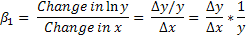 β₁ = Change in ln y / Change in x = Δy/y / Δx = Δy / Δx * 1 / y